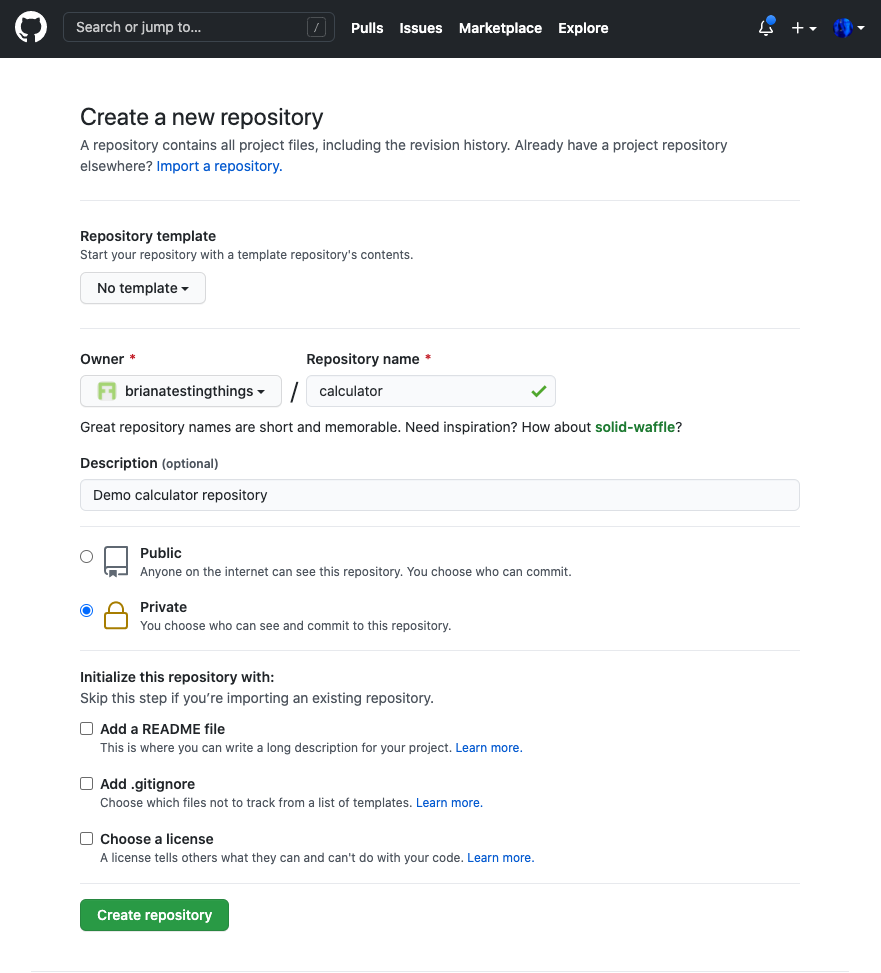 Search or jump to... / Pulls Issues Marketplace Explore
Create a new repository
A repository contains all project files, including the revision history. Already have a project repository
elsewhere? Import a repository.
Repository template
Start your repository with a template repository's contents.
No template
Owner * Repository name *
brianatestingthings / calculator
Great repository names are short and memorable. Need inspiration? How about solid-waffle?
Description (optional)
Demo calculator repository
Public
Anyone on the internet can see this repository. You choose who can commit.
Private
You choose who can see and commit to this repository.
Initialize this repository with:
Skip this step if you’re importing an existing repository.
Add a README file
This is where you can write a long description for your project. Learn more.
Add .gitignore
Choose which files not to track from a list of templates. Learn more.
Choose a license
A license tells others what they can and can't do with your code. Learn more.
Create repository